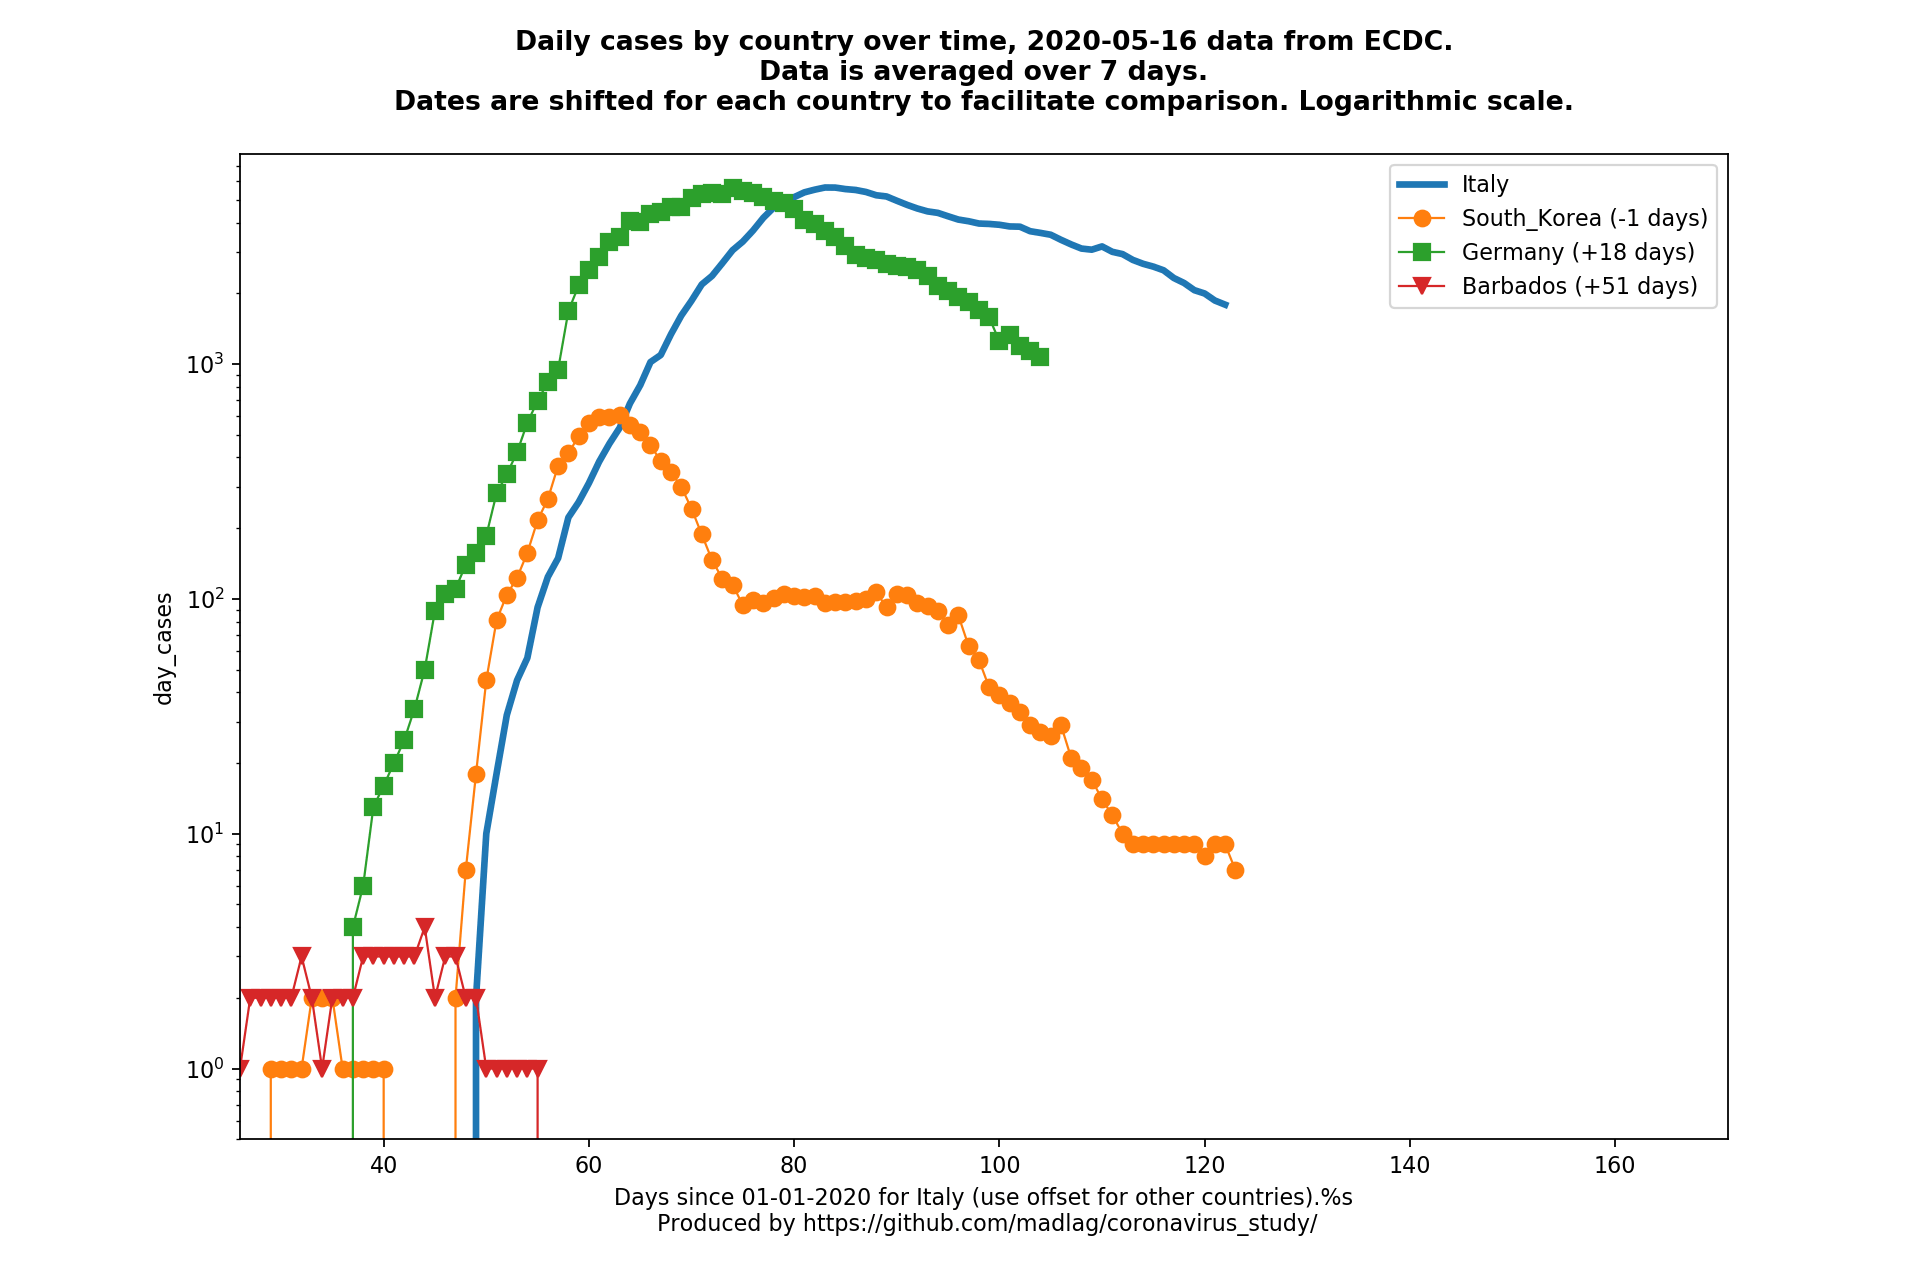 Daily cases by country over time, 2020-05-16 data from ECDC.
Data is averaged over 7 days.
Dates are shifted for each country to facilitate comparison. Logarithmic scale.
Italy
South_Korea (-1 days)
Germany (+18 days)
Barbados (+51 days)
day_cases
10³
10²
10¹
10⁰
40 60 80 100 120 140 160
Days since 01-01-2020 for Italy (use offset for other countries).%s
Produced by https://github.com/madlag/coronavirus_study/